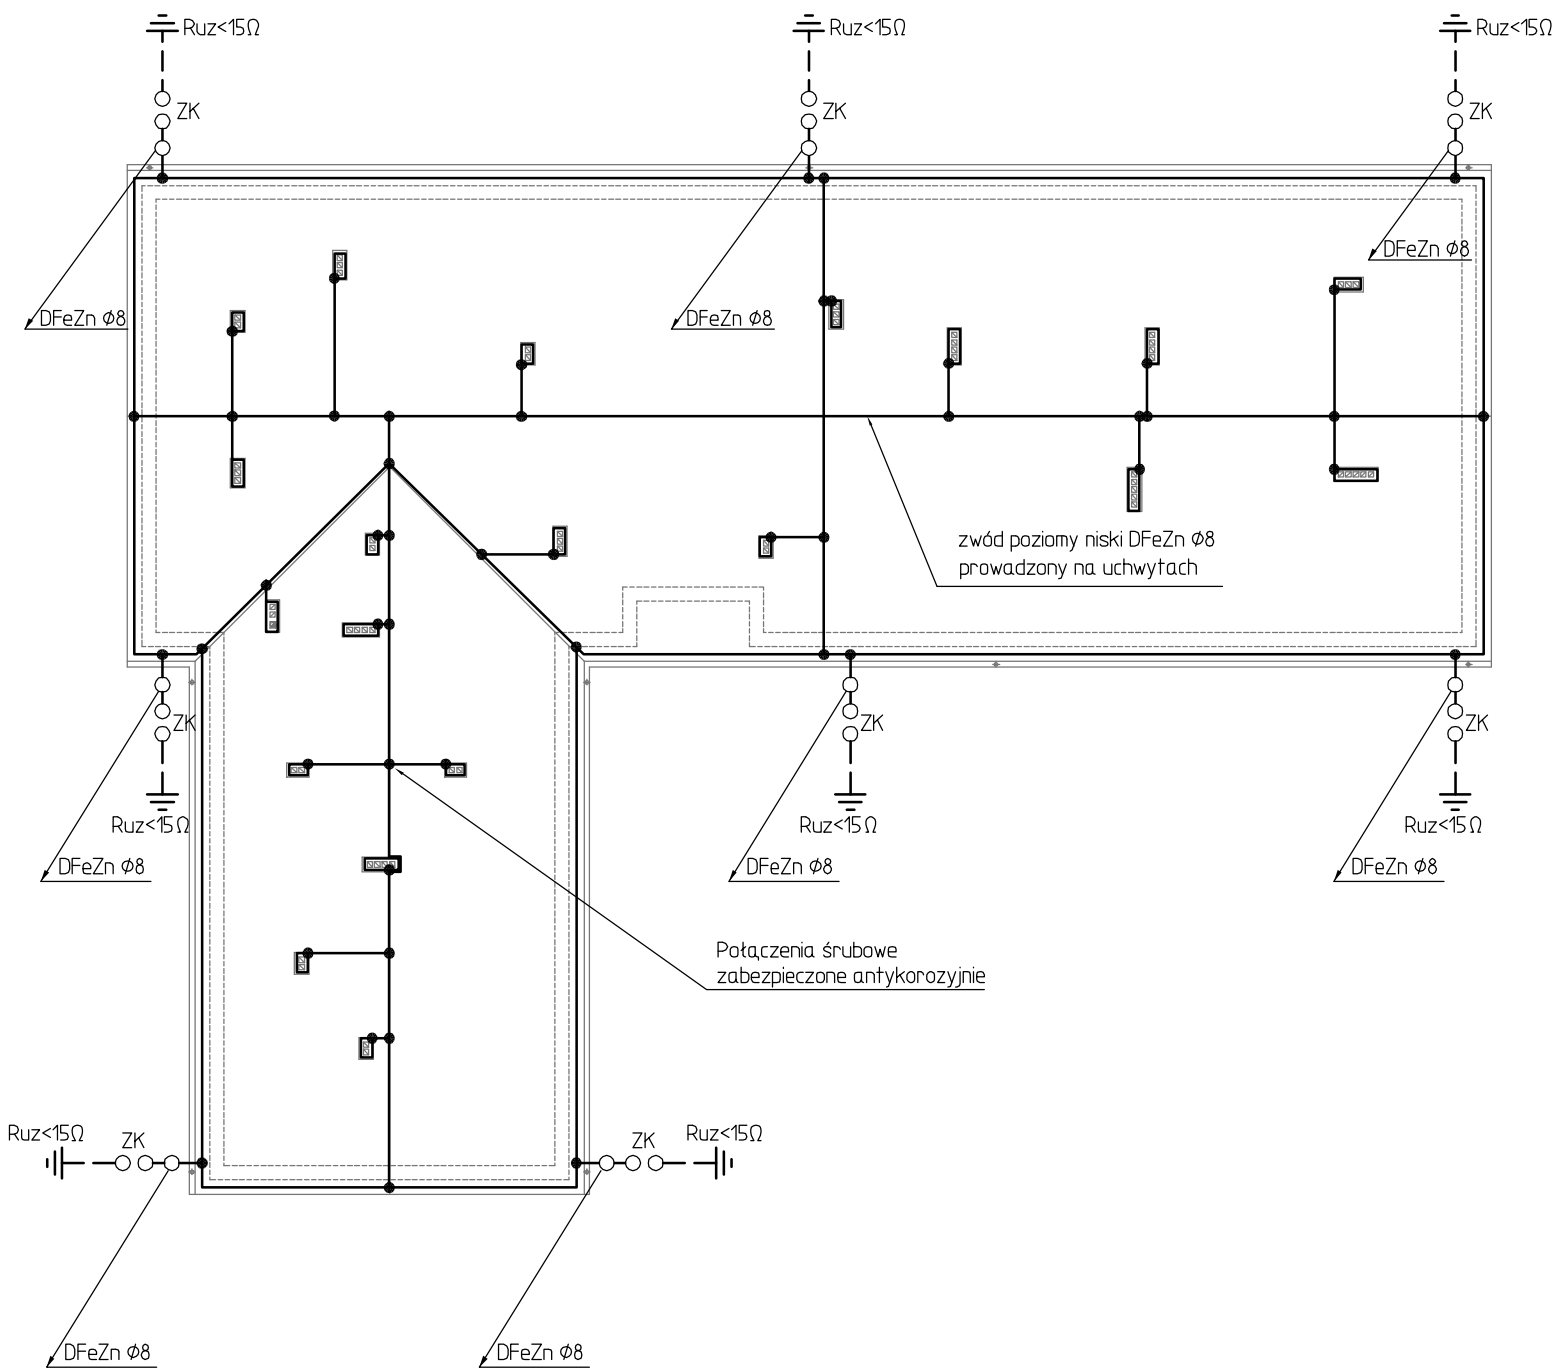 Ruz<15Ω
Ruz<15Ω
Ruz<15Ω
ZK
ZK
ZK
DFeZn Ø8
DFeZn Ø8
DFeZn Ø8
zwód poziomy niski DFeZn Ø8
prowadzony na uchwytach
ZK
ZK
ZK
Ruz<15Ω
Ruz<15Ω
Ruz<15Ω
DFeZn Ø8
DFeZn Ø8
DFeZn Ø8
Połączenia śrubowe
zabezpieczone antykorozyjnie
Ruz<15Ω
ZK
ZK
Ruz<15Ω
DFeZn Ø8
DFeZn Ø8